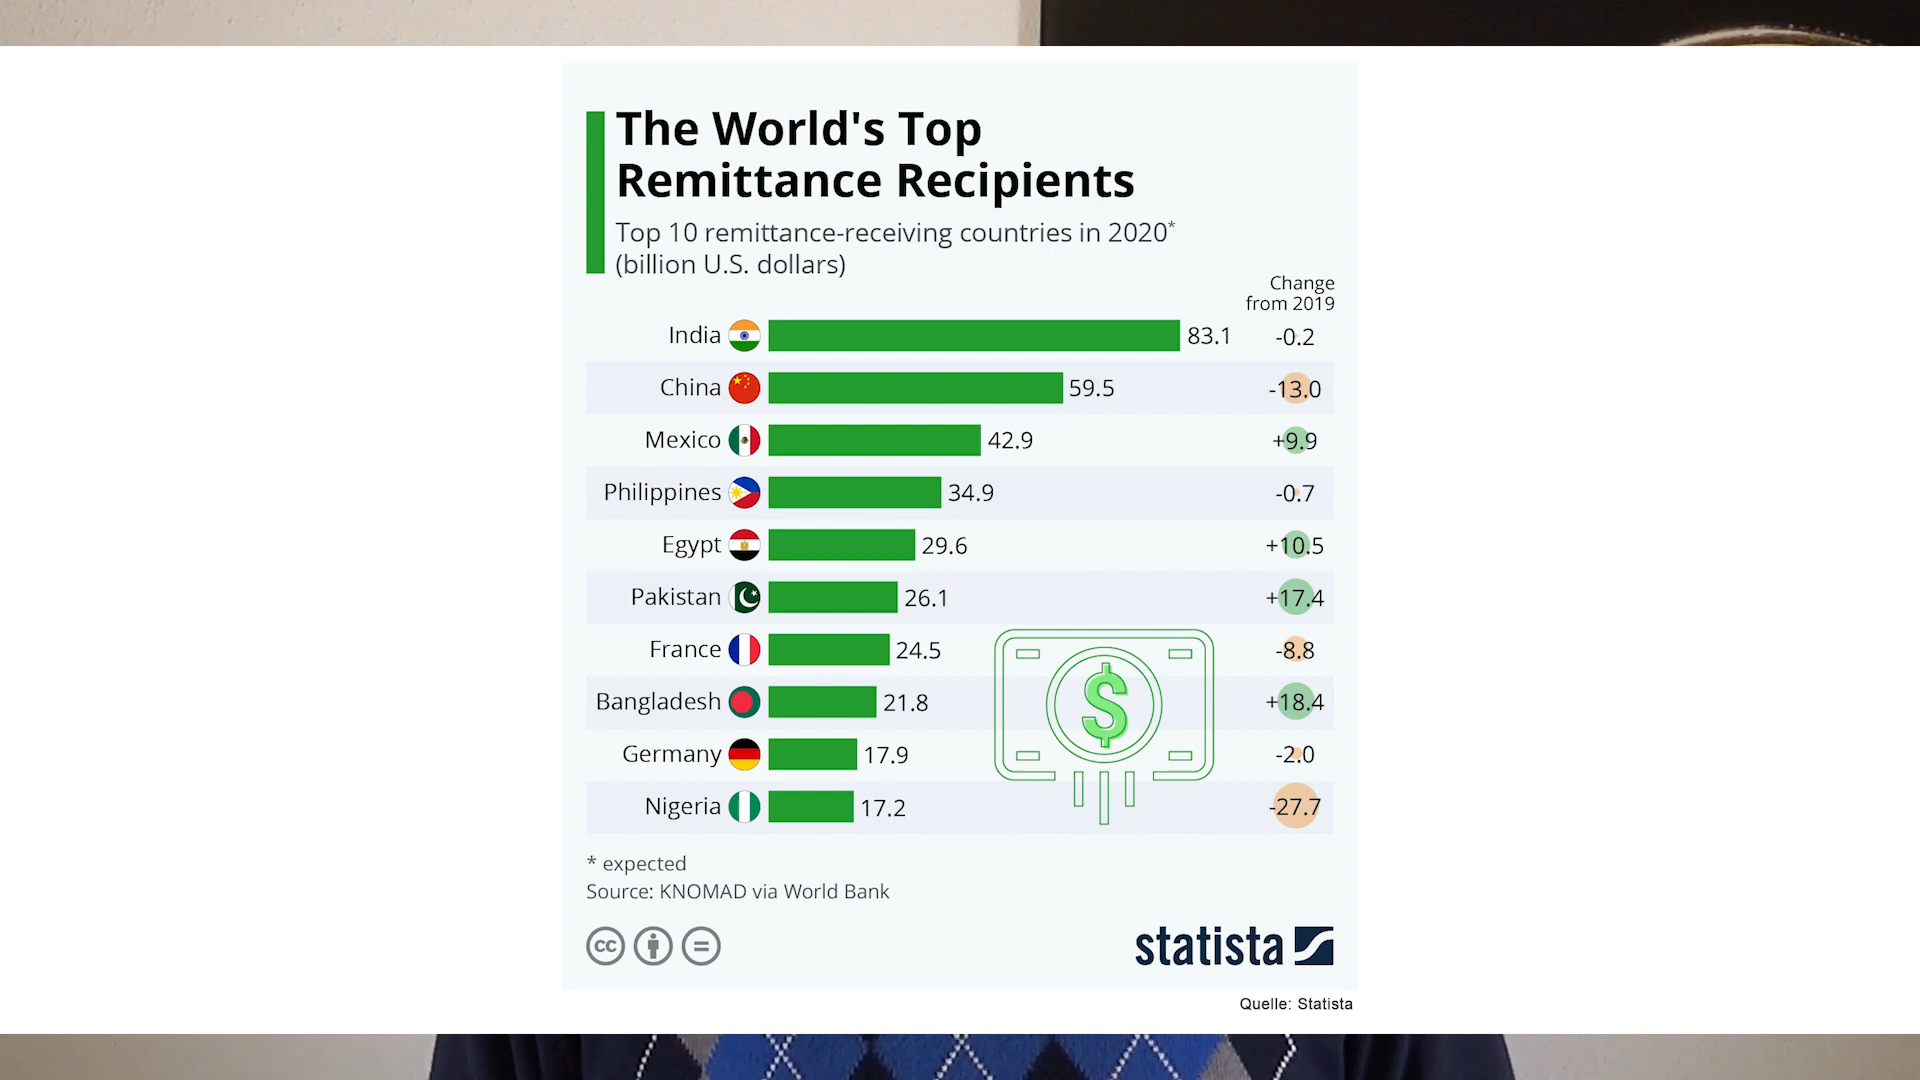 The World's Top
Remittance Recipients
Top 10 remittance-receiving countries in 2020*
(billion U.S. dollars)
Change
from 2019
India 83.1 -0.2
China 59.5 -13.0
Mexico 42.9 +9.9
Philippines 34.9 -0.7
Egypt 29.6 +10.5
Pakistan 26.1 +17.4
France 24.5 -8.8
Bangladesh 21.8 +18.4
Germany 17.9 -2.0
Nigeria 17.2 -27.7
$
* expected
Source: KNOMAD via World Bank
cc
statista
Quelle: Statista